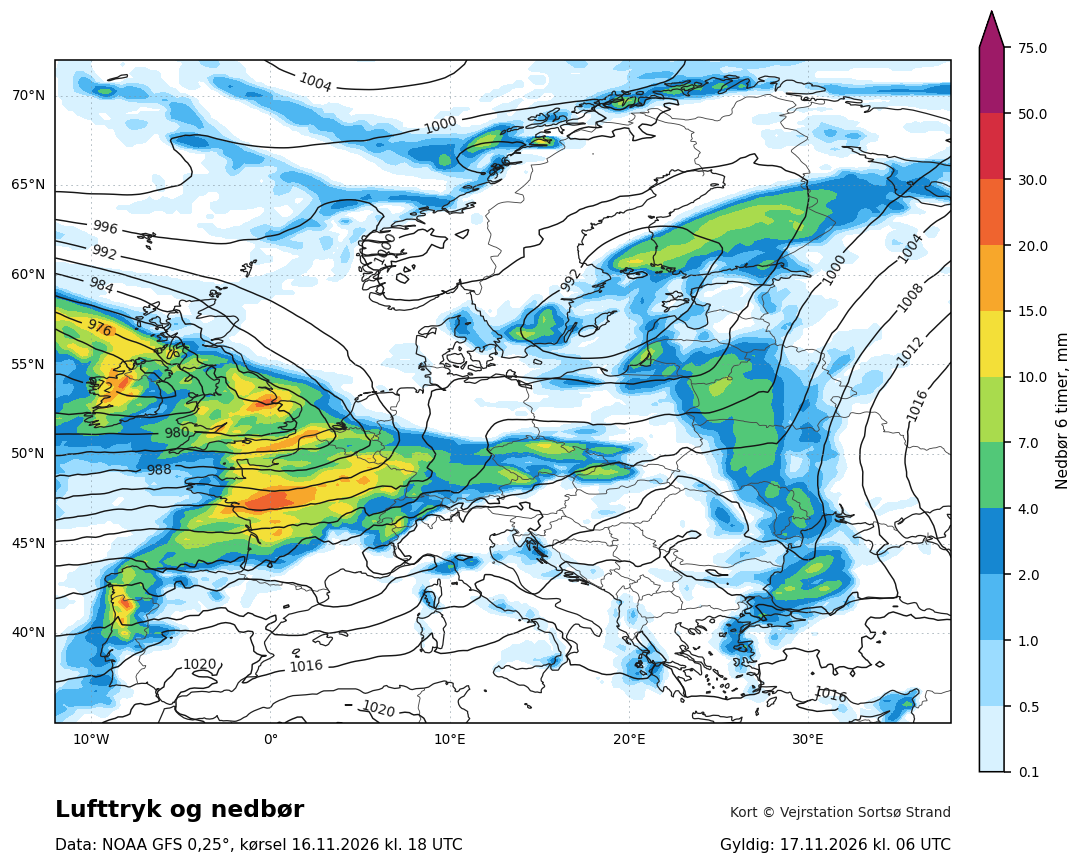 1004
1000
996
70°N
65°N
996
1000
992
984
976
972
980
988
992
1000
1004
1008
1012
1016
60°N
55°N
50°N
45°N
40°N
1020
1016
1020
1016
10°W
0°
10°E
20°E
30°E
75.0
50.0
30.0
20.0
15.0
10.0
7.0
4.0
2.0
1.0
0.5
0.1
Nedbør 6 timer, mm
Lufttryk og nedbør
Kort © Vejrstation Sortsø Strand
Data: NOAA GFS 0,25°, kørsel 16.11.2026 kl. 18 UTC
Gyldig: 17.11.2026 kl. 06 UTC